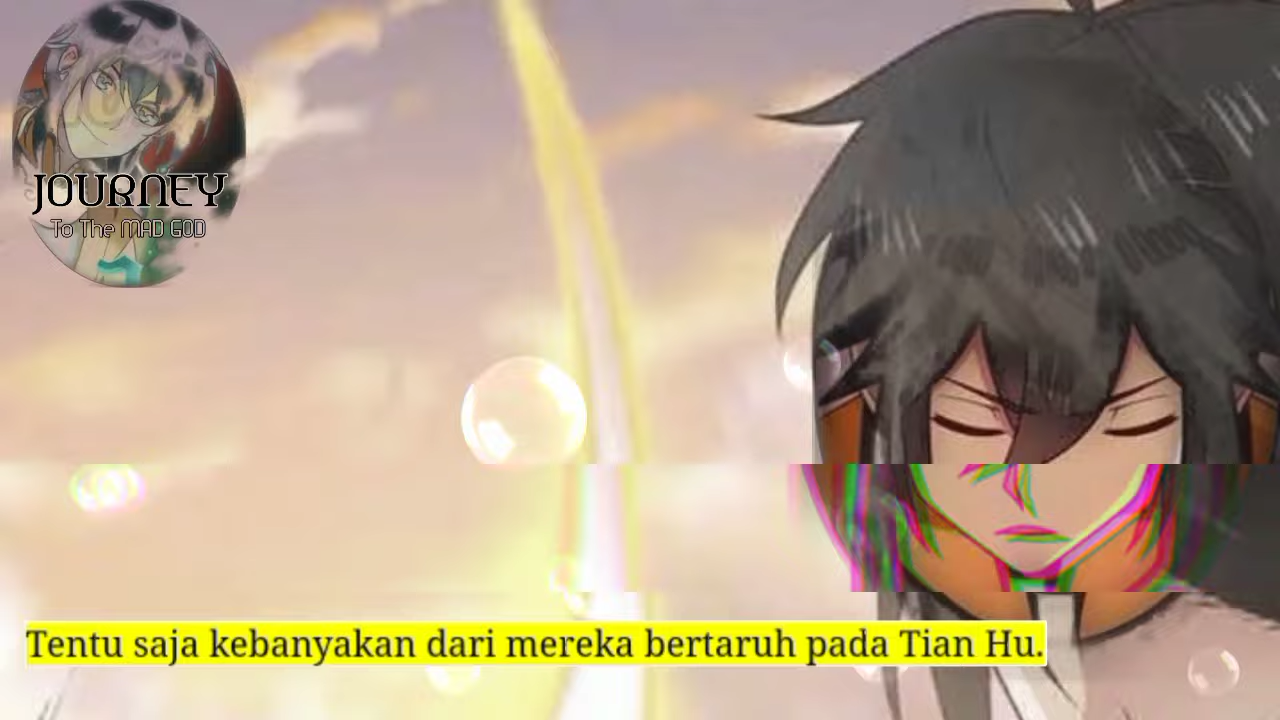 JOURNEY
To The MAD GOD
Tentu saja kebanyakan dari mereka bertaruh pada Tian Hu.